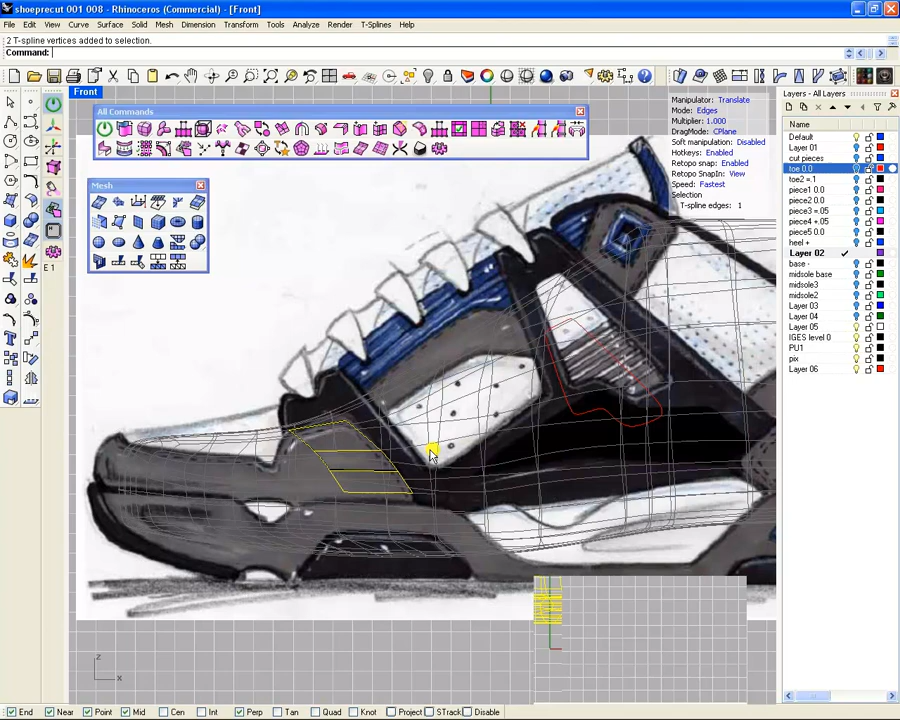 shoeprecut 001 008 - Rhinoceros (Commercial) - [Front]
File Edit View Curve Surface Solid Mesh Dimension Transform Tools Analyze Render T-Splines Help
2 T-spline vertices added to selection.
Command:
Front
All Commands
Mesh
E 1
Manipulator: Translate
Mode: Edges
Multiplier: 1.000
DragMode: CPlane
Soft manipulation: Disabled
Hotkeys: Enabled
Retopo snap: Enabled
Retopo SnapIn: View
Speed: Fastest
Selection
T-spline edges: 1
Layers - All Layers
Name
Default
Layer 01
cut pieces
toe 0.0
toe2 =.1
piece1 0.0
piece2 0.0
piece3 =.05
piece4 +.05
piece5 0.0
heel +
Layer 02
base -
midsole base
midsole3
midsole2
Layer 03
Layer 04
Layer 05
IGES level 0
PU1
pix
Layer 06
z
x
End Near Point Mid Cen Int Perp Tan Quad Knot Project STrack Disable